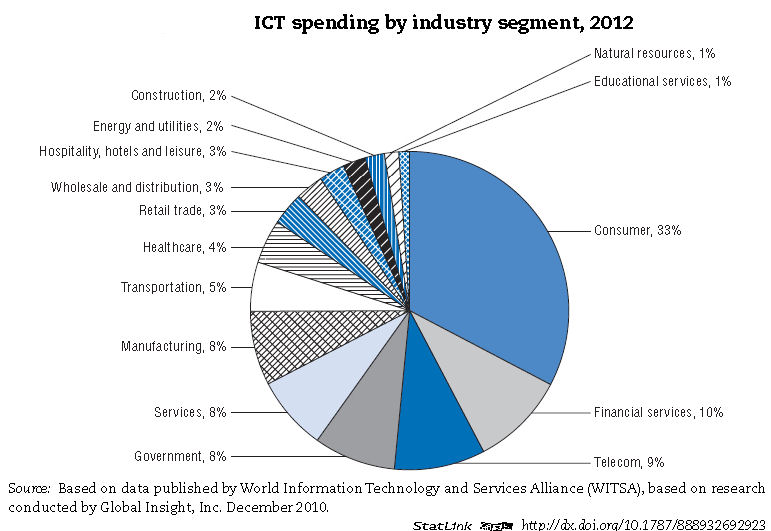 ICT spending by industry segment, 2012
Natural resources, 1%
Educational services, 1%
Construction, 2%
Energy and utilities, 2%
Hospitality, hotels and leisure, 3%
Wholesale and distribution, 3%
Retail trade, 3%
Healthcare, 4%
Transportation, 5%
Manufacturing, 8%
Services, 8%
Government, 8%
Consumer, 33%
Financial services, 10%
Telecom, 9%
Source: Based on data published by World Information Technology and Services Alliance (WITSA), based on research
conducted by Global Insight, Inc. December 2010.
StatLink http://dx.doi.org/10.1787/888932692923